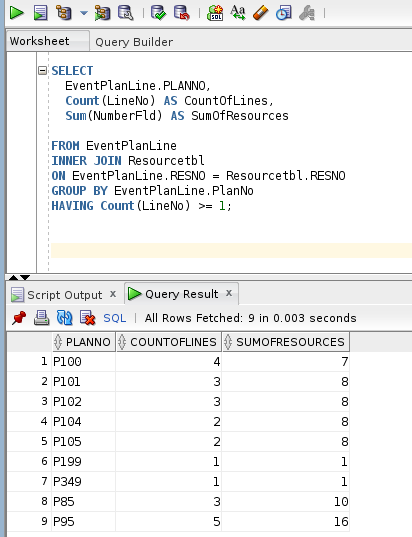 SQL
Aa
Worksheet Query Builder
SELECT
EventPlanLine.PLANNO,
Count(LineNo) AS CountOfLines,
Sum(NumberFld) AS SumOfResources
FROM EventPlanLine
INNER JOIN Resourcetbl
ON EventPlanLine.RESNO = Resourcetbl.RESNO
GROUP BY EventPlanLine.PlanNo
HAVING Count(LineNo) >= 1;
Script Output x Query Result x
SQL | All Rows Fetched: 9 in 0.003 seconds
PLANNO COUNTOFLINES SUMOFRESOURCES
1 P100 4 7
2 P101 3 8
3 P102 3 8
4 P104 2 8
5 P105 2 8
6 P199 1 1
7 P349 1 1
8 P85 3 10
9 P95 5 16